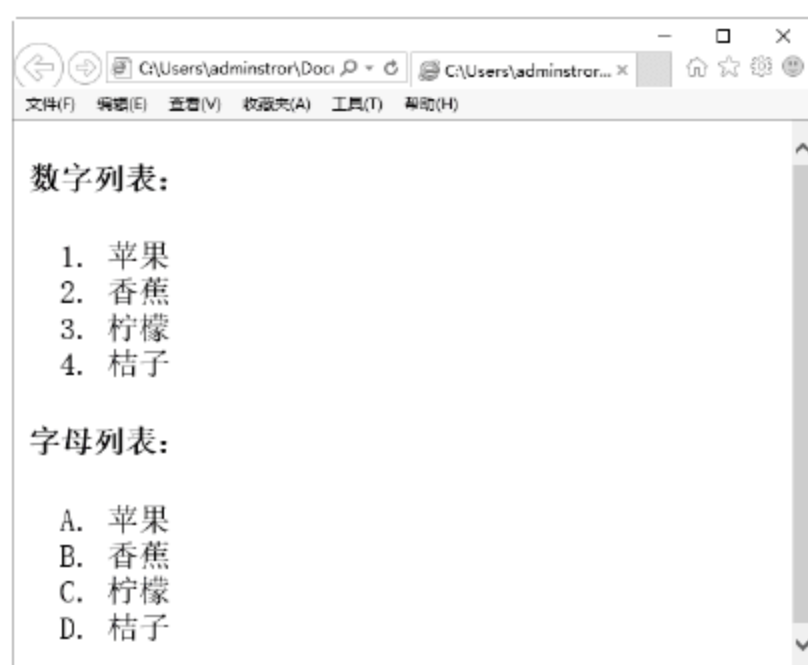 C:\Users\adminstror\Doc
C:\Users\adminstror...
文件(F) 编辑(E) 查看(V) 收藏夹(A) 工具(T) 帮助(H)
数字列表：
1. 苹果
2. 香蕉
3. 柠檬
4. 桔子
字母列表：
A. 苹果
B. 香蕉
C. 柠檬
D. 桔子